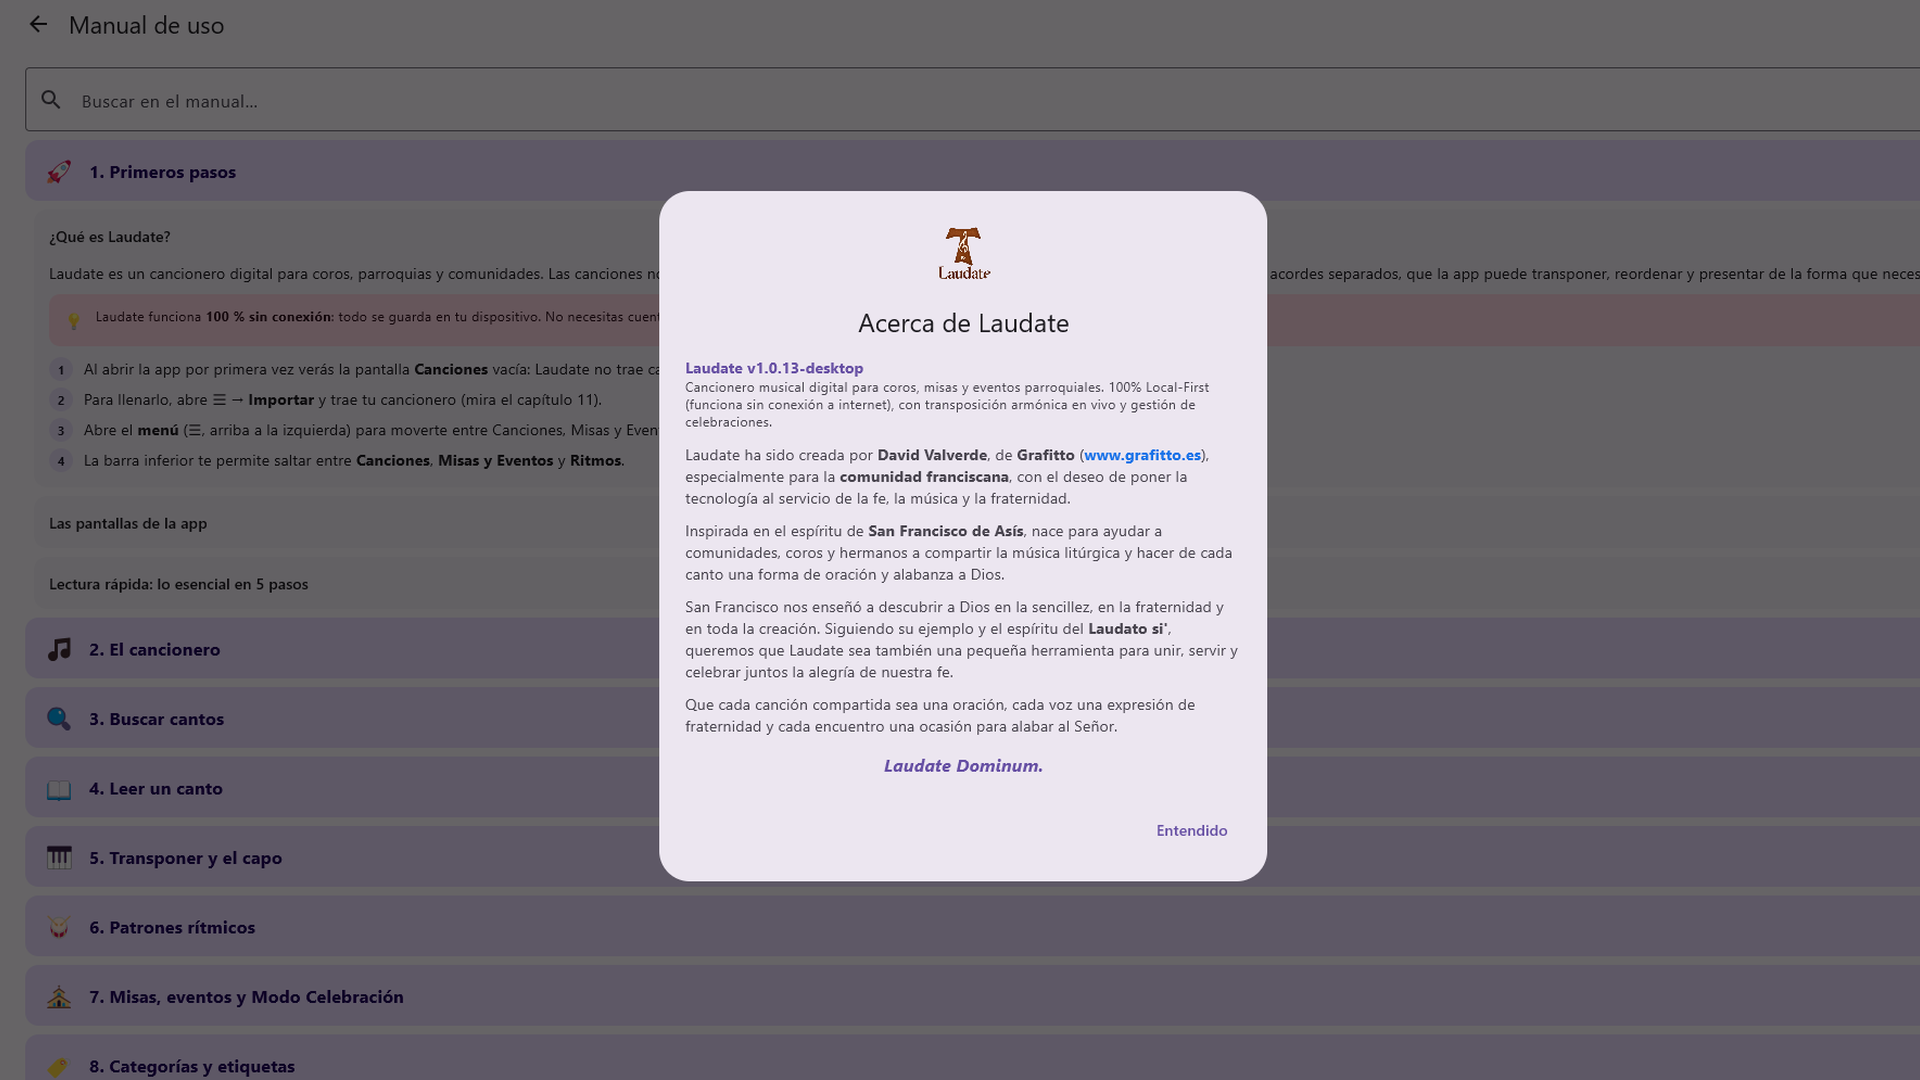 Manual de uso
Buscar en el manual...
1. Primeros pasos
¿Qué es Laudate?
Laudate es un cancionero digital para coros, parroquias y comunidades. Las canciones
acordes separados, que la app puede transponer, reordenar y presentar de la forma que
Laudate funciona 100 % sin conexión: todo se guarda en tu dispositivo. No necesitas
1 Al abrir la app por primera vez verás la pantalla Canciones vacía: Laudate no trae
2 Para llenarlo, abre ☰ → Importar y trae tu cancionero (mira el capítulo 11).
3 Abre el menú (☰, arriba a la izquierda) para moverte entre Canciones, Misas y
4 La barra inferior te permite saltar entre Canciones, Misas y Eventos y Ritmos.
Las pantallas de la app
Lectura rápida: lo esencial en 5 pasos
2. El cancionero
3. Buscar cantos
4. Leer un canto
5. Transponer y el capo
6. Patrones rítmicos
7. Misas, eventos y Modo Celebración
8. Categorías y etiquetas
Laudate
Acerca de Laudate
Laudate v1.0.13-desktop
Cancionero musical digital para coros, misas y eventos parroquiales. 100% Local-First
(funciona sin conexión a internet), con transposición armónica en vivo y gestión de
celebraciones.
Laudate ha sido creada por David Valverde, de Grafitto (www.grafitto.es),
especialmente para la comunidad franciscana, con el deseo de poner la
tecnología al servicio de la fe, la música y la fraternidad.
Inspirada en el espíritu de San Francisco de Asís, nace para ayudar a
comunidades, coros y hermanos a compartir la música litúrgica y hacer de cada
canto una forma de oración y alabanza a Dios.
San Francisco nos enseñó a descubrir a Dios en la sencillez, en la fraternidad y
en toda la creación. Siguiendo su ejemplo y el espíritu del Laudato si',
queremos que Laudate sea también una pequeña herramienta para unir, servir y
celebrar juntos la alegría de nuestra fe.
Que cada canción compartida sea una oración, cada voz una expresión de
fraternidad y cada encuentro una ocasión para alabar al Señor.
Laudate Dominum.
Entendido